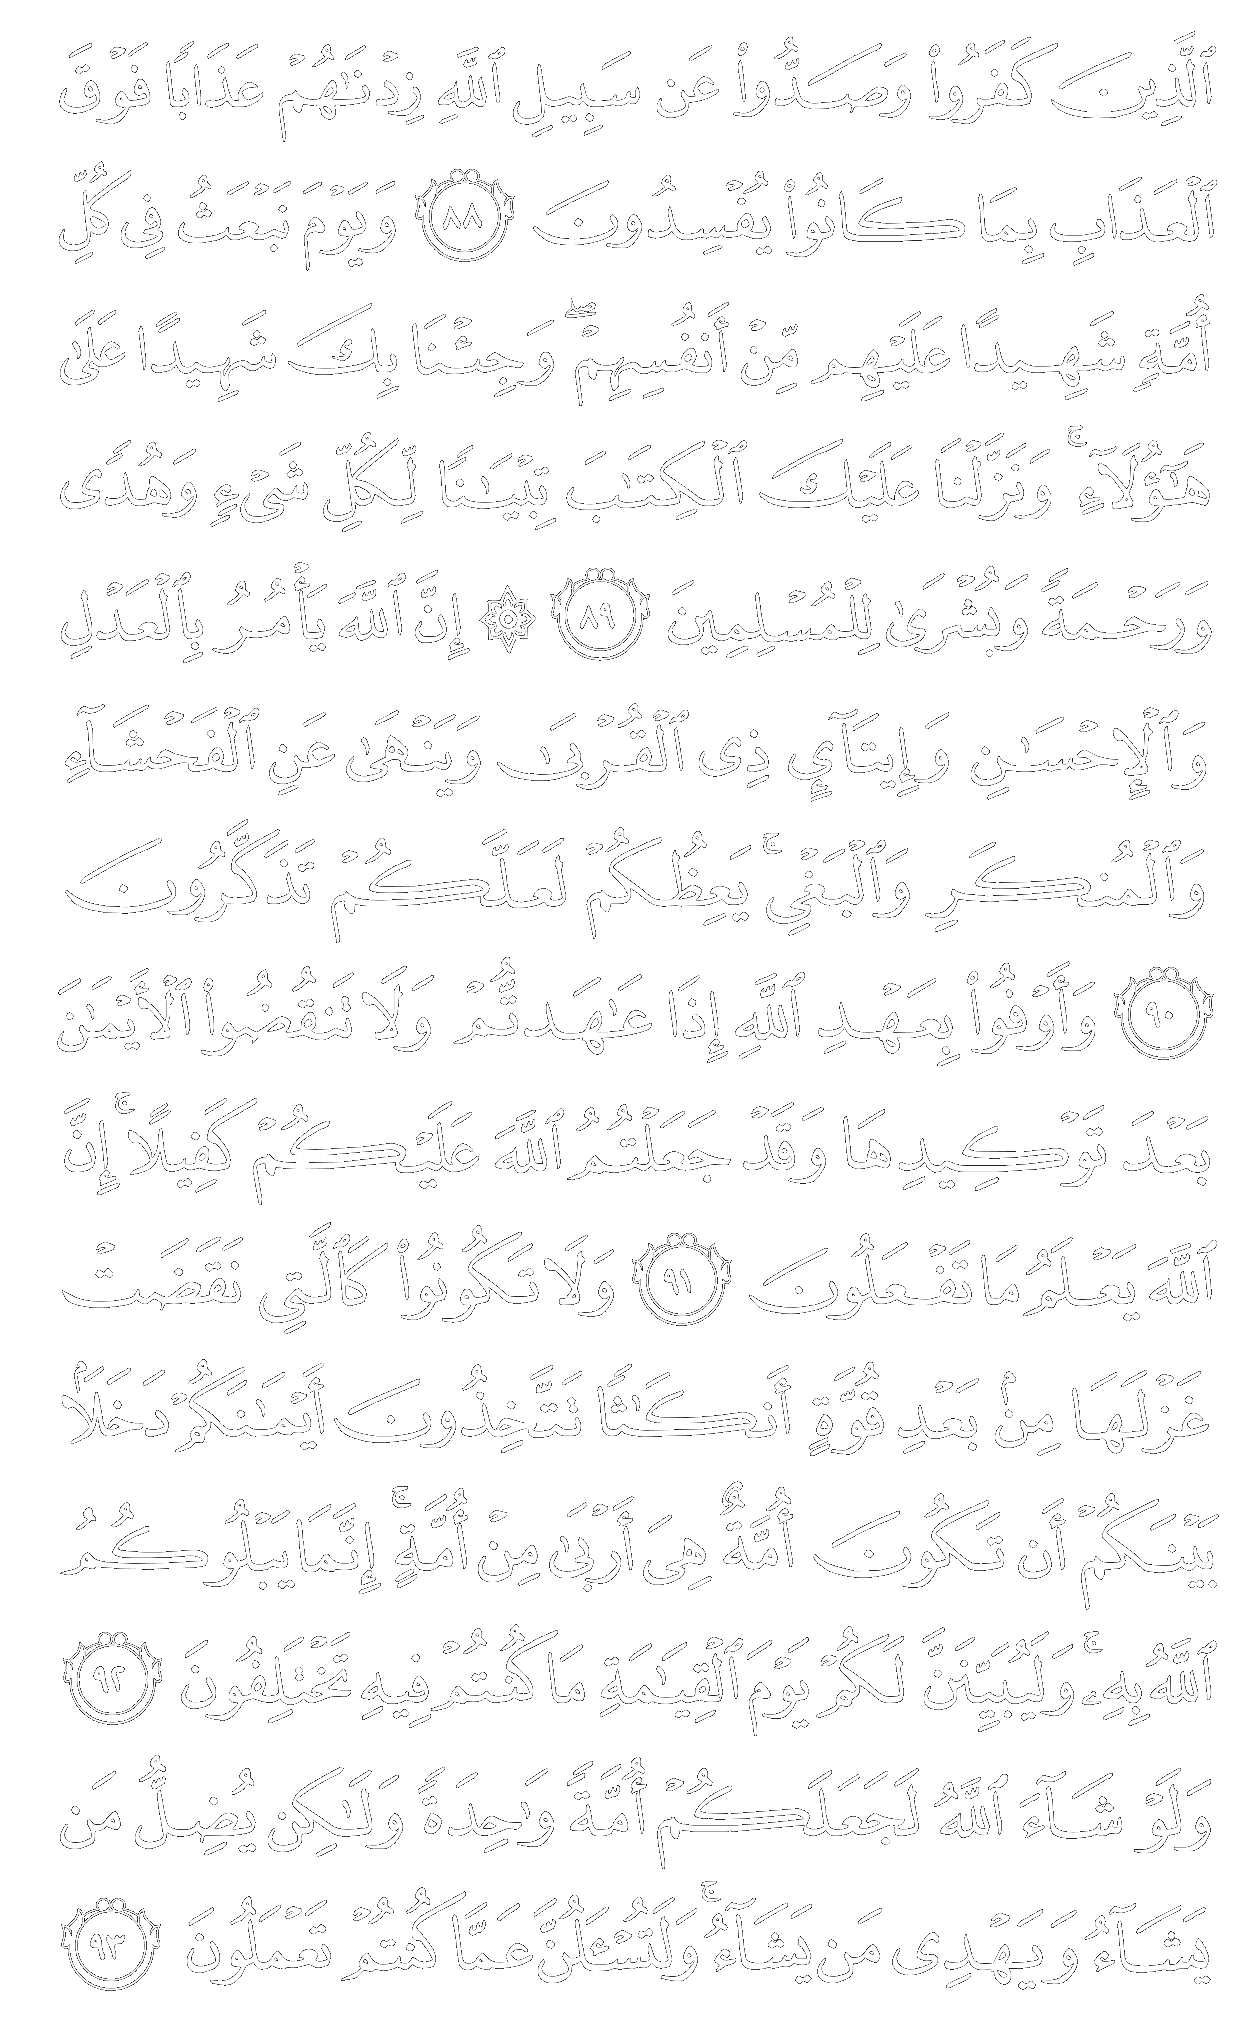 ٱلَّذِينَ كَفَرُوا۟ وَصَدُّوا۟ عَن سَبِيلِ ٱللَّهِ زِدْنَـٰهُمْ عَذَابًا فَوْقَ
ٱلْعَذَابِ بِمَا كَانُوا۟ يُفْسِدُونَ ٨٨ وَيَوْمَ نَبْعَثُ فِى كُلِّ
أُمَّةٍ شَهِيدًا عَلَيْهِم مِّنْ أَنفُسِهِمْ ۖ وَجِئْنَا بِكَ شَهِيدًا عَلَىٰ
هَـٰٓؤُلَآءِ ۚ وَنَزَّلْنَا عَلَيْكَ ٱلْكِتَـٰبَ تِبْيَـٰنًا لِّكُلِّ شَىْءٍ وَهُدًى
وَرَحْمَةً وَبُشْرَىٰ لِلْمُسْلِمِينَ ٨٩ ۞ إِنَّ ٱللَّهَ يَأْمُرُ بِٱلْعَدْلِ
وَٱلْإِحْسَـٰنِ وَإِيتَآئِ ذِى ٱلْقُرْبَىٰ وَيَنْهَىٰ عَنِ ٱلْفَحْشَآءِ
وَٱلْمُنكَرِ وَٱلْبَغْىِ ۚ يَعِظُكُمْ لَعَلَّكُمْ تَذَكَّرُونَ
٩٠ وَأَوْفُوا۟ بِعَهْدِ ٱللَّهِ إِذَا عَـٰهَدتُّمْ وَلَا تَنقُضُوا۟ ٱلْأَيْمَـٰنَ
بَعْدَ تَوْكِيدِهَا وَقَدْ جَعَلْتُمُ ٱللَّهَ عَلَيْكُمْ كَفِيلًا ۚ إِنَّ
ٱللَّهَ يَعْلَمُ مَا تَفْعَلُونَ ٩١ وَلَا تَكُونُوا۟ كَٱلَّتِى نَقَضَتْ
غَزْلَهَا مِنۢ بَعْدِ قُوَّةٍ أَنكَـٰثًا تَتَّخِذُونَ أَيْمَـٰنَكُمْ دَخَلًۢا
بَيْنَكُمْ أَن تَكُونَ أُمَّةٌ هِىَ أَرْبَىٰ مِنْ أُمَّةٍ ۚ إِنَّمَا يَبْلُوكُمُ
ٱللَّهُ بِهِۦ ۚ وَلَيُبَيِّنَنَّ لَكُمْ يَوْمَ ٱلْقِيَـٰمَةِ مَا كُنتُمْ فِيهِ تَخْتَلِفُونَ ٩٢
وَلَوْ شَآءَ ٱللَّهُ لَجَعَلَكُمْ أُمَّةً وَٰحِدَةً وَلَـٰكِن يُضِلُّ مَن
يَشَآءُ وَيَهْدِى مَن يَشَآءُ ۚ وَلَتُسْـَٔلُنَّ عَمَّا كُنتُمْ تَعْمَلُونَ ٩٣